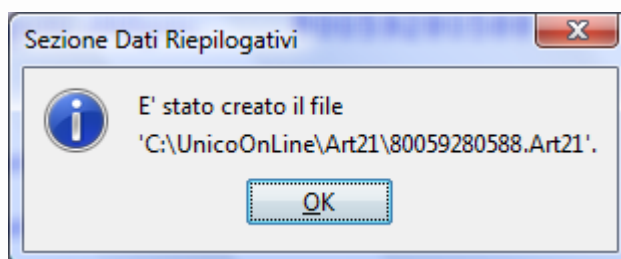 Sezione Dati Riepilogativi
E' stato creato il file
'C:\UnicoOnLine\Art21\80059280588.Art21'.
OK